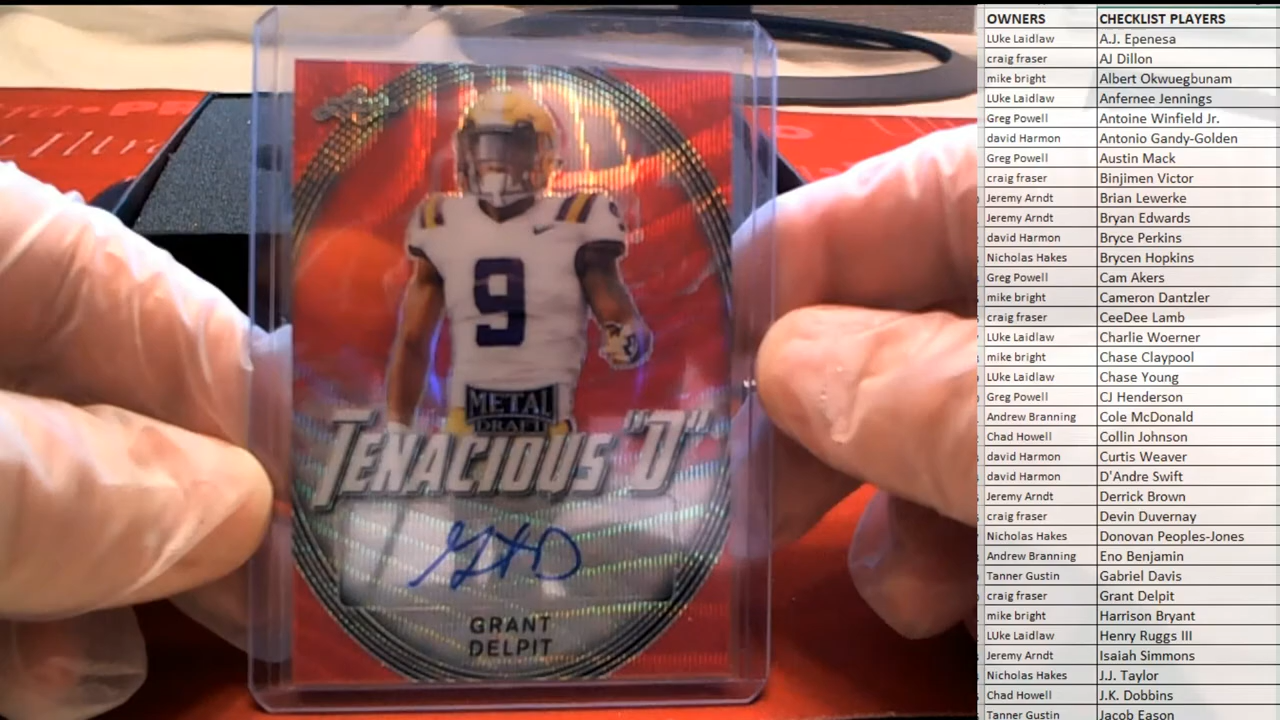 9
METAL
DRAFT
TENACIOUS "D"
GRANT
DELPIT
OWNERS CHECKLIST PLAYERS
LUke Laidlaw A.J. Epenesa
craig fraser AJ Dillon
mike bright Albert Okwuegbunam
LUke Laidlaw Anfernee Jennings
Greg Powell Antoine Winfield Jr.
david Harmon Antonio Gandy-Golden
Greg Powell Austin Mack
craig fraser Binjimen Victor
Jeremy Arndt Brian Lewerke
Jeremy Arndt Bryan Edwards
david Harmon Bryce Perkins
Nicholas Hakes Brycen Hopkins
Greg Powell Cam Akers
mike bright Cameron Dantzler
craig fraser CeeDee Lamb
LUke Laidlaw Charlie Woerner
mike bright Chase Claypool
LUke Laidlaw Chase Young
Greg Powell CJ Henderson
Andrew Branning Cole McDonald
Chad Howell Collin Johnson
david Harmon Curtis Weaver
david Harmon D'Andre Swift
Jeremy Arndt Derrick Brown
craig fraser Devin Duvernay
Nicholas Hakes Donovan Peoples-Jones
Andrew Branning Eno Benjamin
Tanner Gustin Gabriel Davis
craig fraser Grant Delpit
mike bright Harrison Bryant
LUke Laidlaw Henry Ruggs III
Jeremy Arndt Isaiah Simmons
Nicholas Hakes J.J. Taylor
Chad Howell J.K. Dobbins
Tanner Gustin Jacob Eason